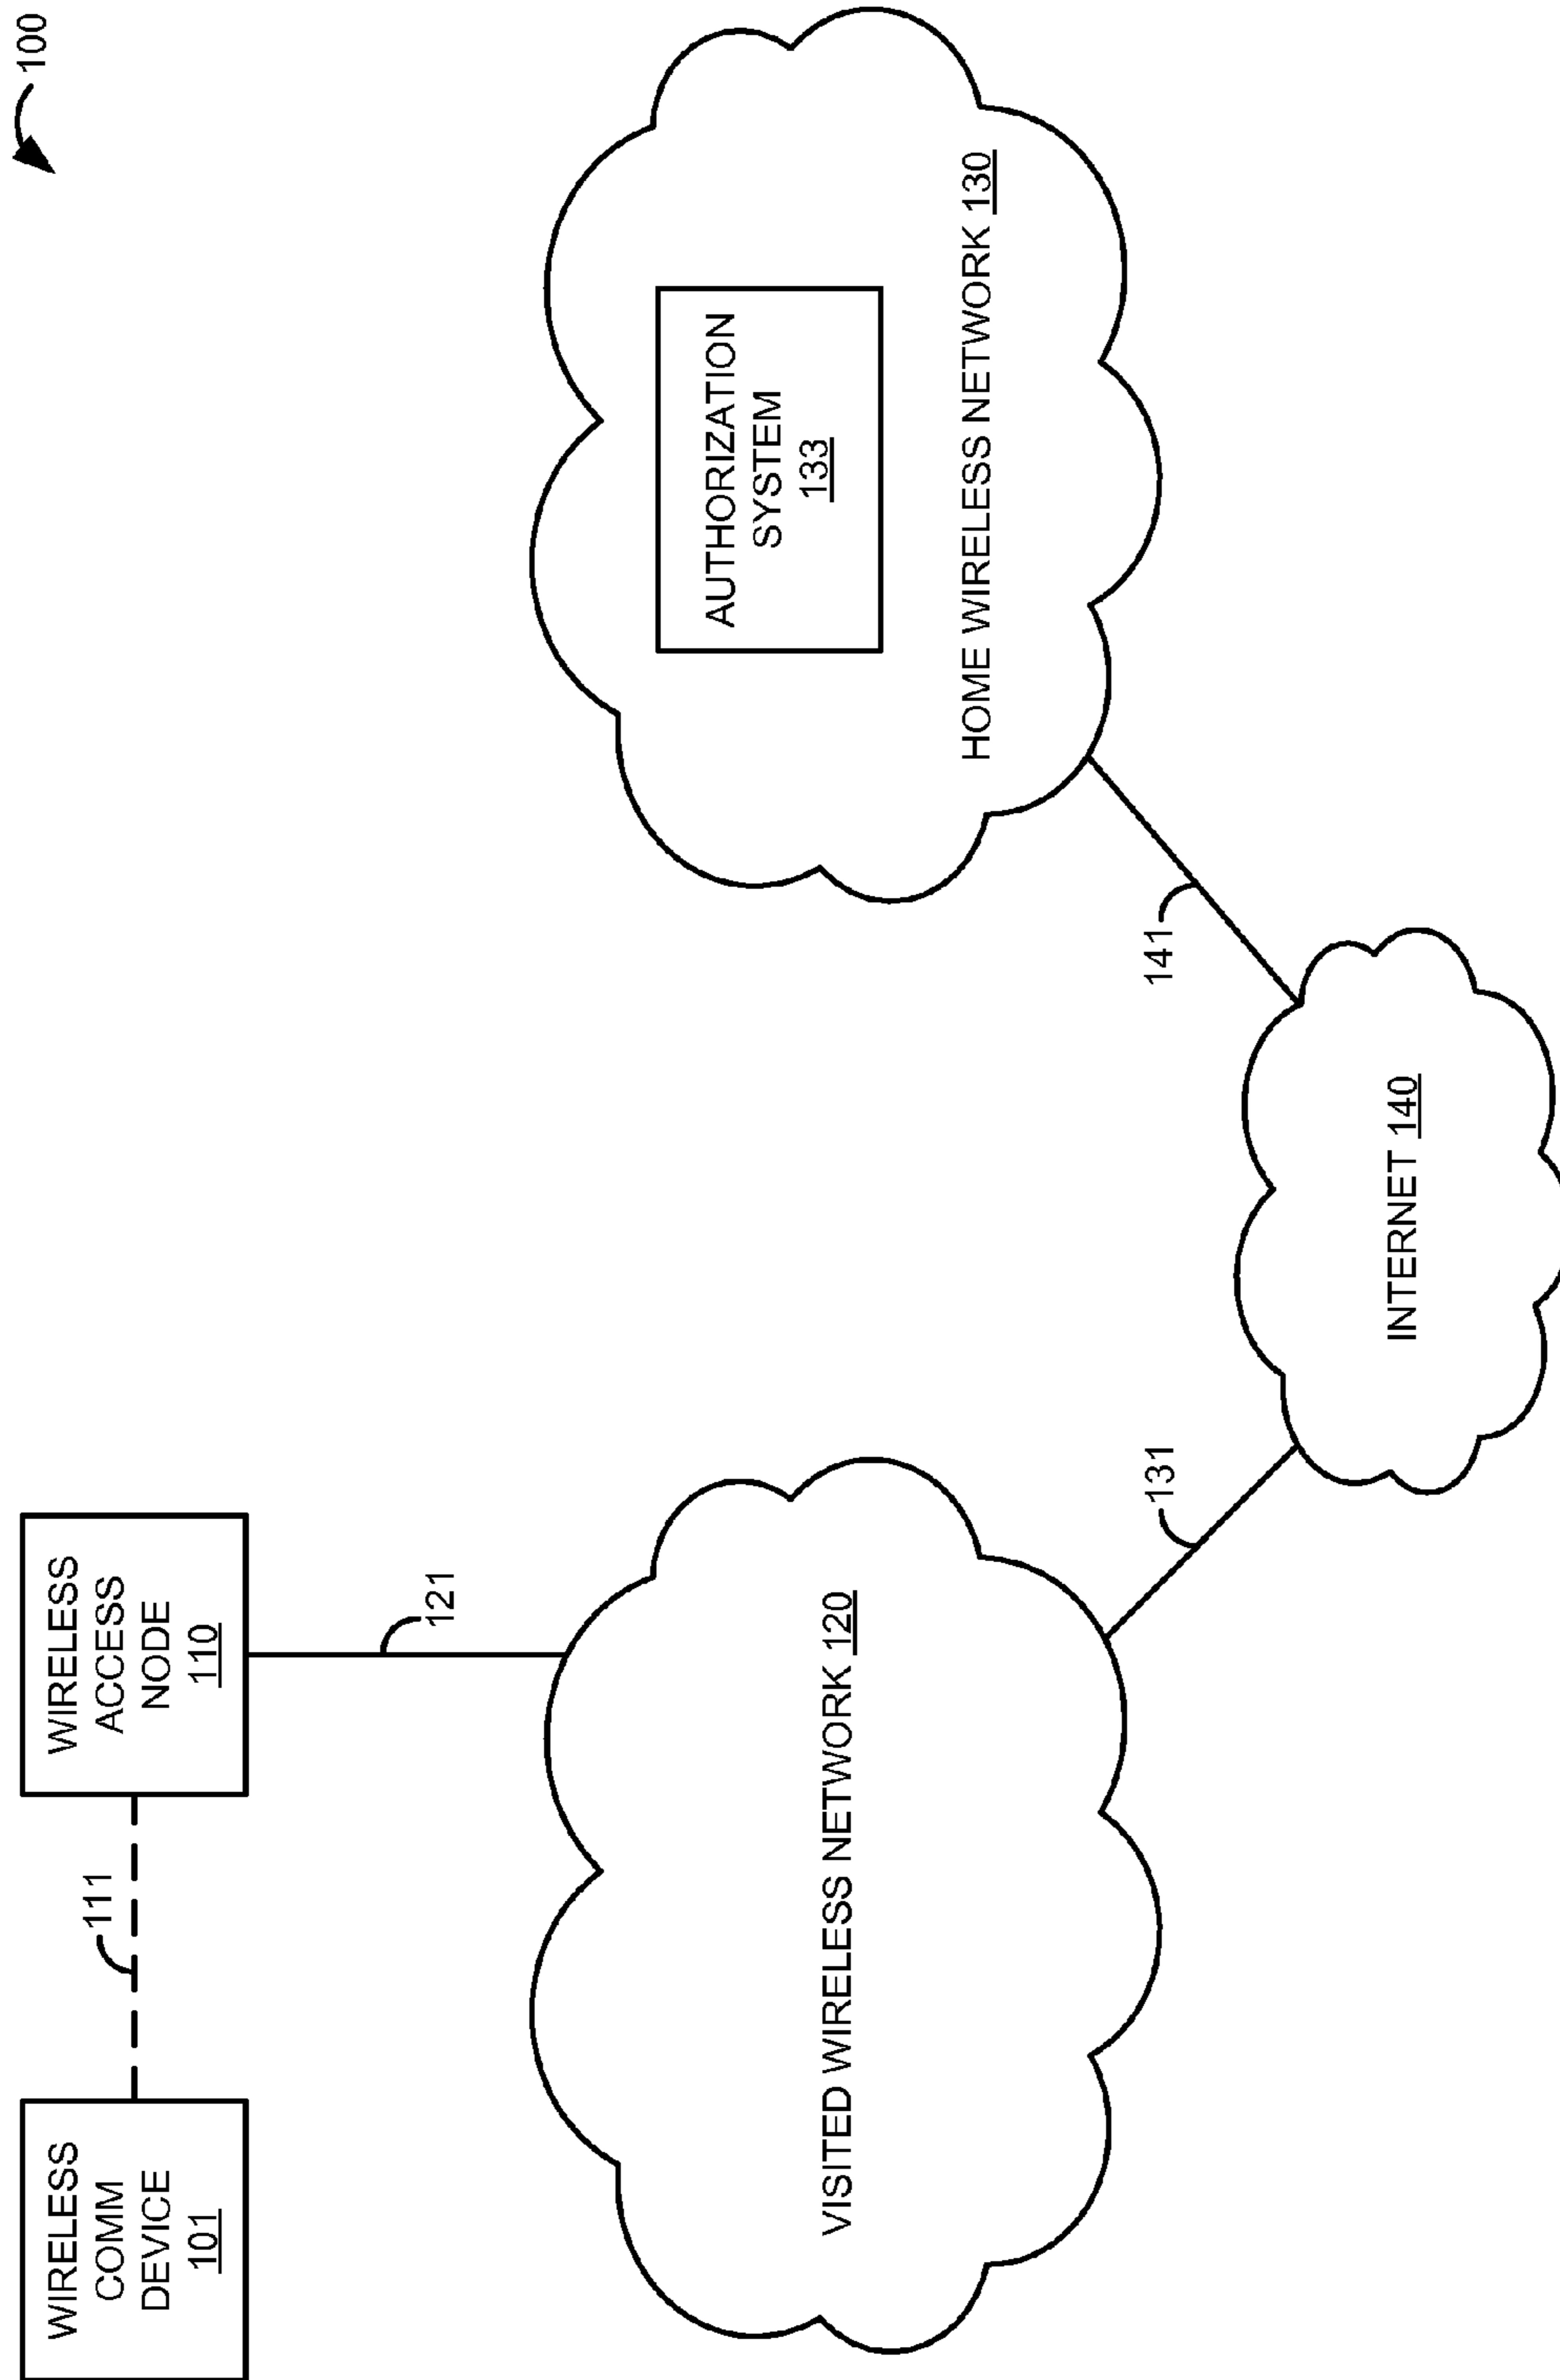 100
WIRELESS
COMM
DEVICE
101
111
WIRELESS
ACCESS
NODE
110
121
VISITED WIRELESS NETWORK 120
AUTHORIZATION
SYSTEM
133
HOME WIRELESS NETWORK 130
131
141
INTERNET 140